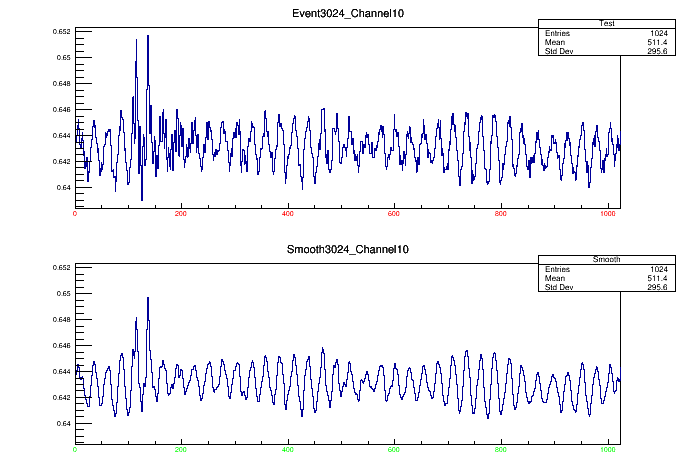 Event3024_Channel10
Test
Entries 1024
Mean 511.4
Std Dev 295.6
0.652
0.65
0.648
0.646
0.644
0.642
0.64
0 200 400 600 800 1000
Smooth3024_Channel10
Smooth
Entries 1024
Mean 511.4
Std Dev 295.6
0.652
0.65
0.648
0.646
0.644
0.642
0.64
0 200 400 600 800 1000